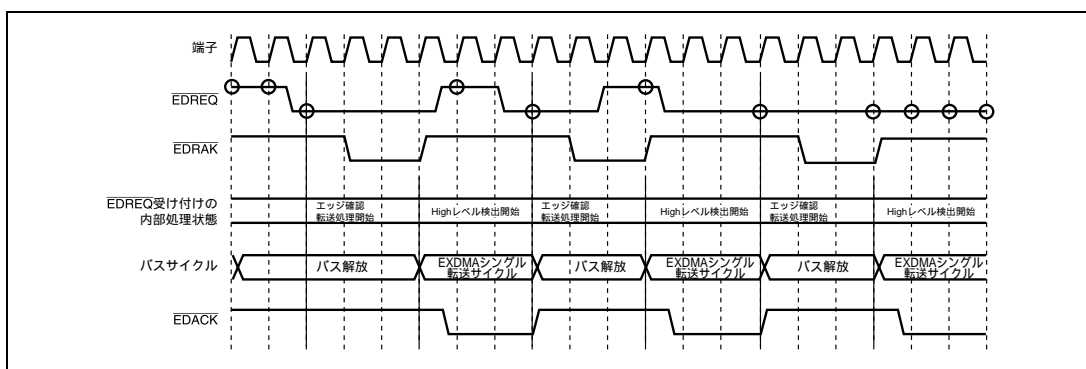 端子
EDREQ
EDRAK
EDREQ受け付けの
内部処理状態
エッジ確認
転送処理開始
Highレベル検出開始
エッジ確認
転送処理開始
Highレベル検出開始
エッジ確認
転送処理開始
Highレベル検出開始
バスサイクル
バス解放
EXDMAシングル
転送サイクル
バス解放
EXDMAシングル
転送サイクル
バス解放
EXDMAシングル
転送サイクル
EDACK